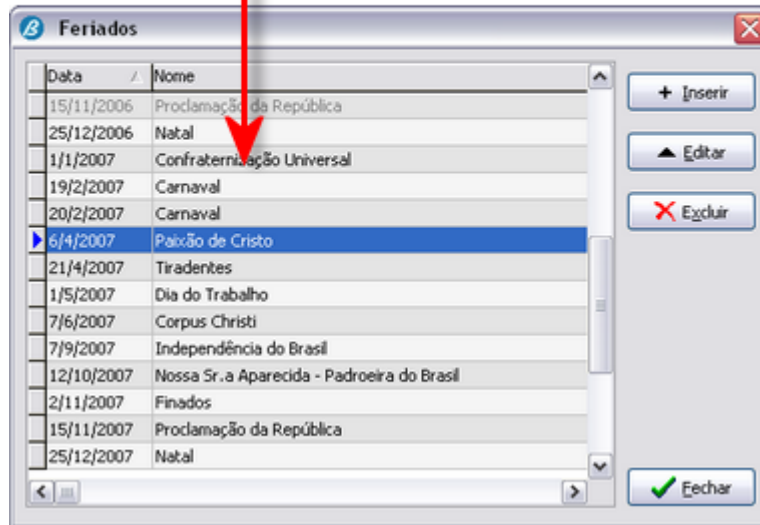 Feriados
Data Nome
15/11/2006 Proclamação da República
25/12/2006 Natal
1/1/2007 Confraternização Universal
19/2/2007 Carnaval
20/2/2007 Carnaval
6/4/2007 Paixão de Cristo
21/4/2007 Tiradentes
1/5/2007 Dia do Trabalho
7/6/2007 Corpus Christi
7/9/2007 Independência do Brasil
12/10/2007 Nossa Sr.a Aparecida - Padroeira do Brasil
2/11/2007 Finados
15/11/2007 Proclamação da República
25/12/2007 Natal
Inserir
Editar
Excluir
Fechar